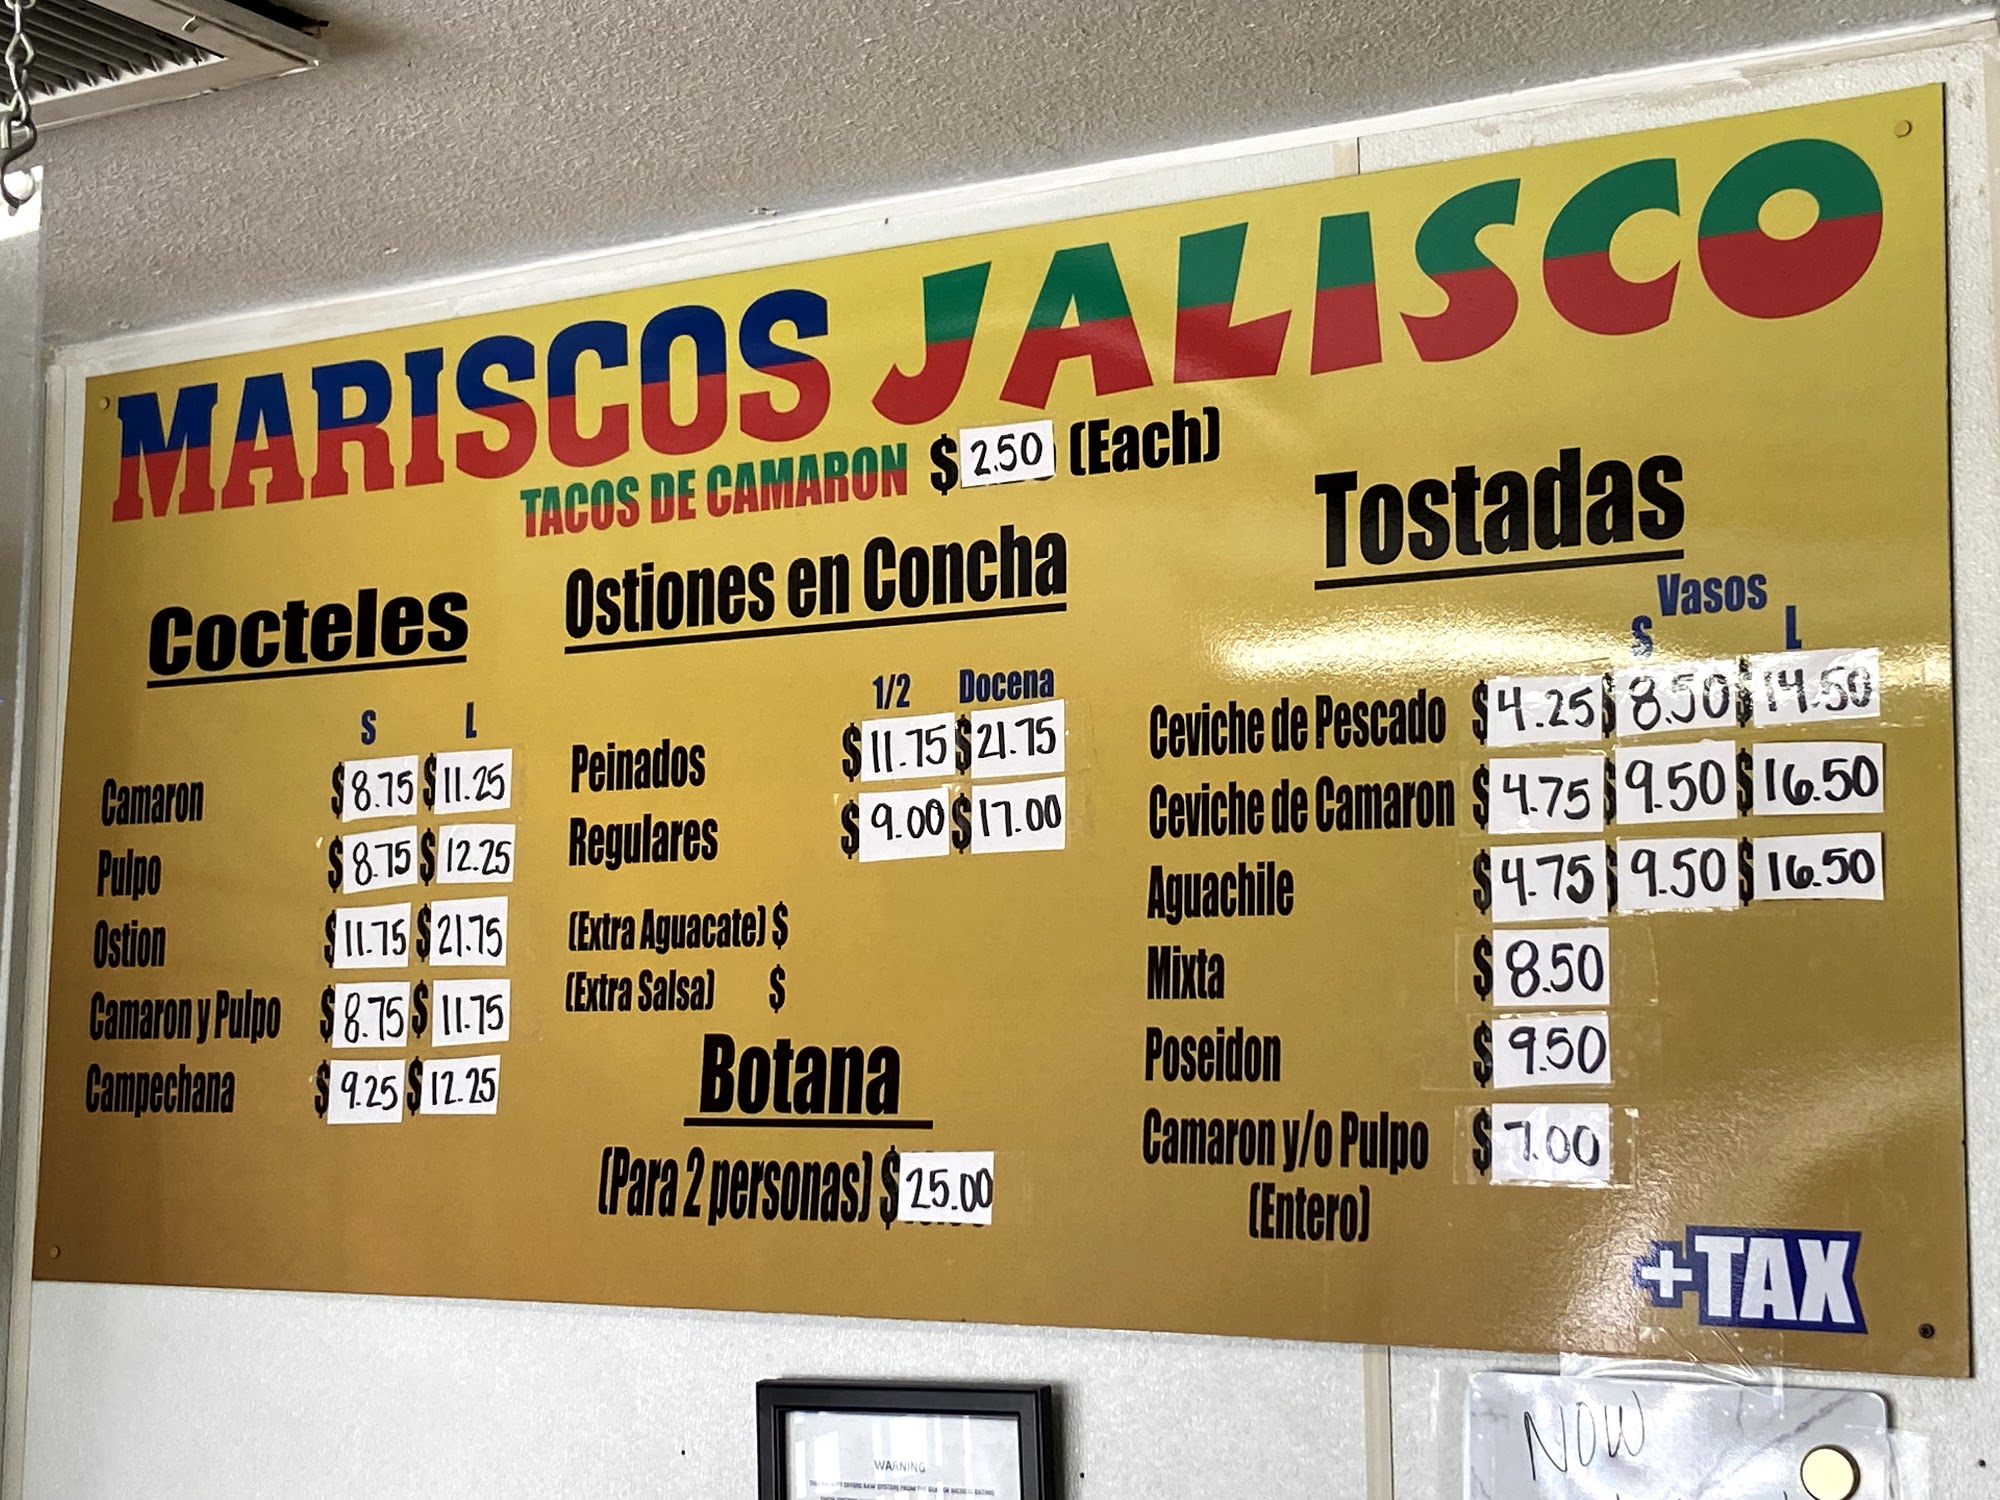 MARISCOS JALISCO
TACOS DE CAMARON $2.50 (Each)
Cocteles
S L
Camaron $8.75 $11.25
Pulpo $8.75 $12.25
Ostion $11.75 $21.75
Camaron y Pulpo $8.75 $11.75
Campechana $9.25 $12.25
Ostiones en Concha
1/2 Docena
Peinados $11.75 $21.75
Regulares $9.00 $17.00
(Extra Aguacate) $
(Extra Salsa) $
Botana
(Para 2 personas) $25.00
Tostadas
Vasos
S L
Ceviche de Pescado $4.25 $8.50 $14.50
Ceviche de Camaron $4.75 $9.50 $16.50
Aguachile $4.75 $9.50 $16.50
Mixta $8.50
Poseidon $9.50
Camaron y/o Pulpo $7.00
(Entero)
+TAX
WARNING
NOW